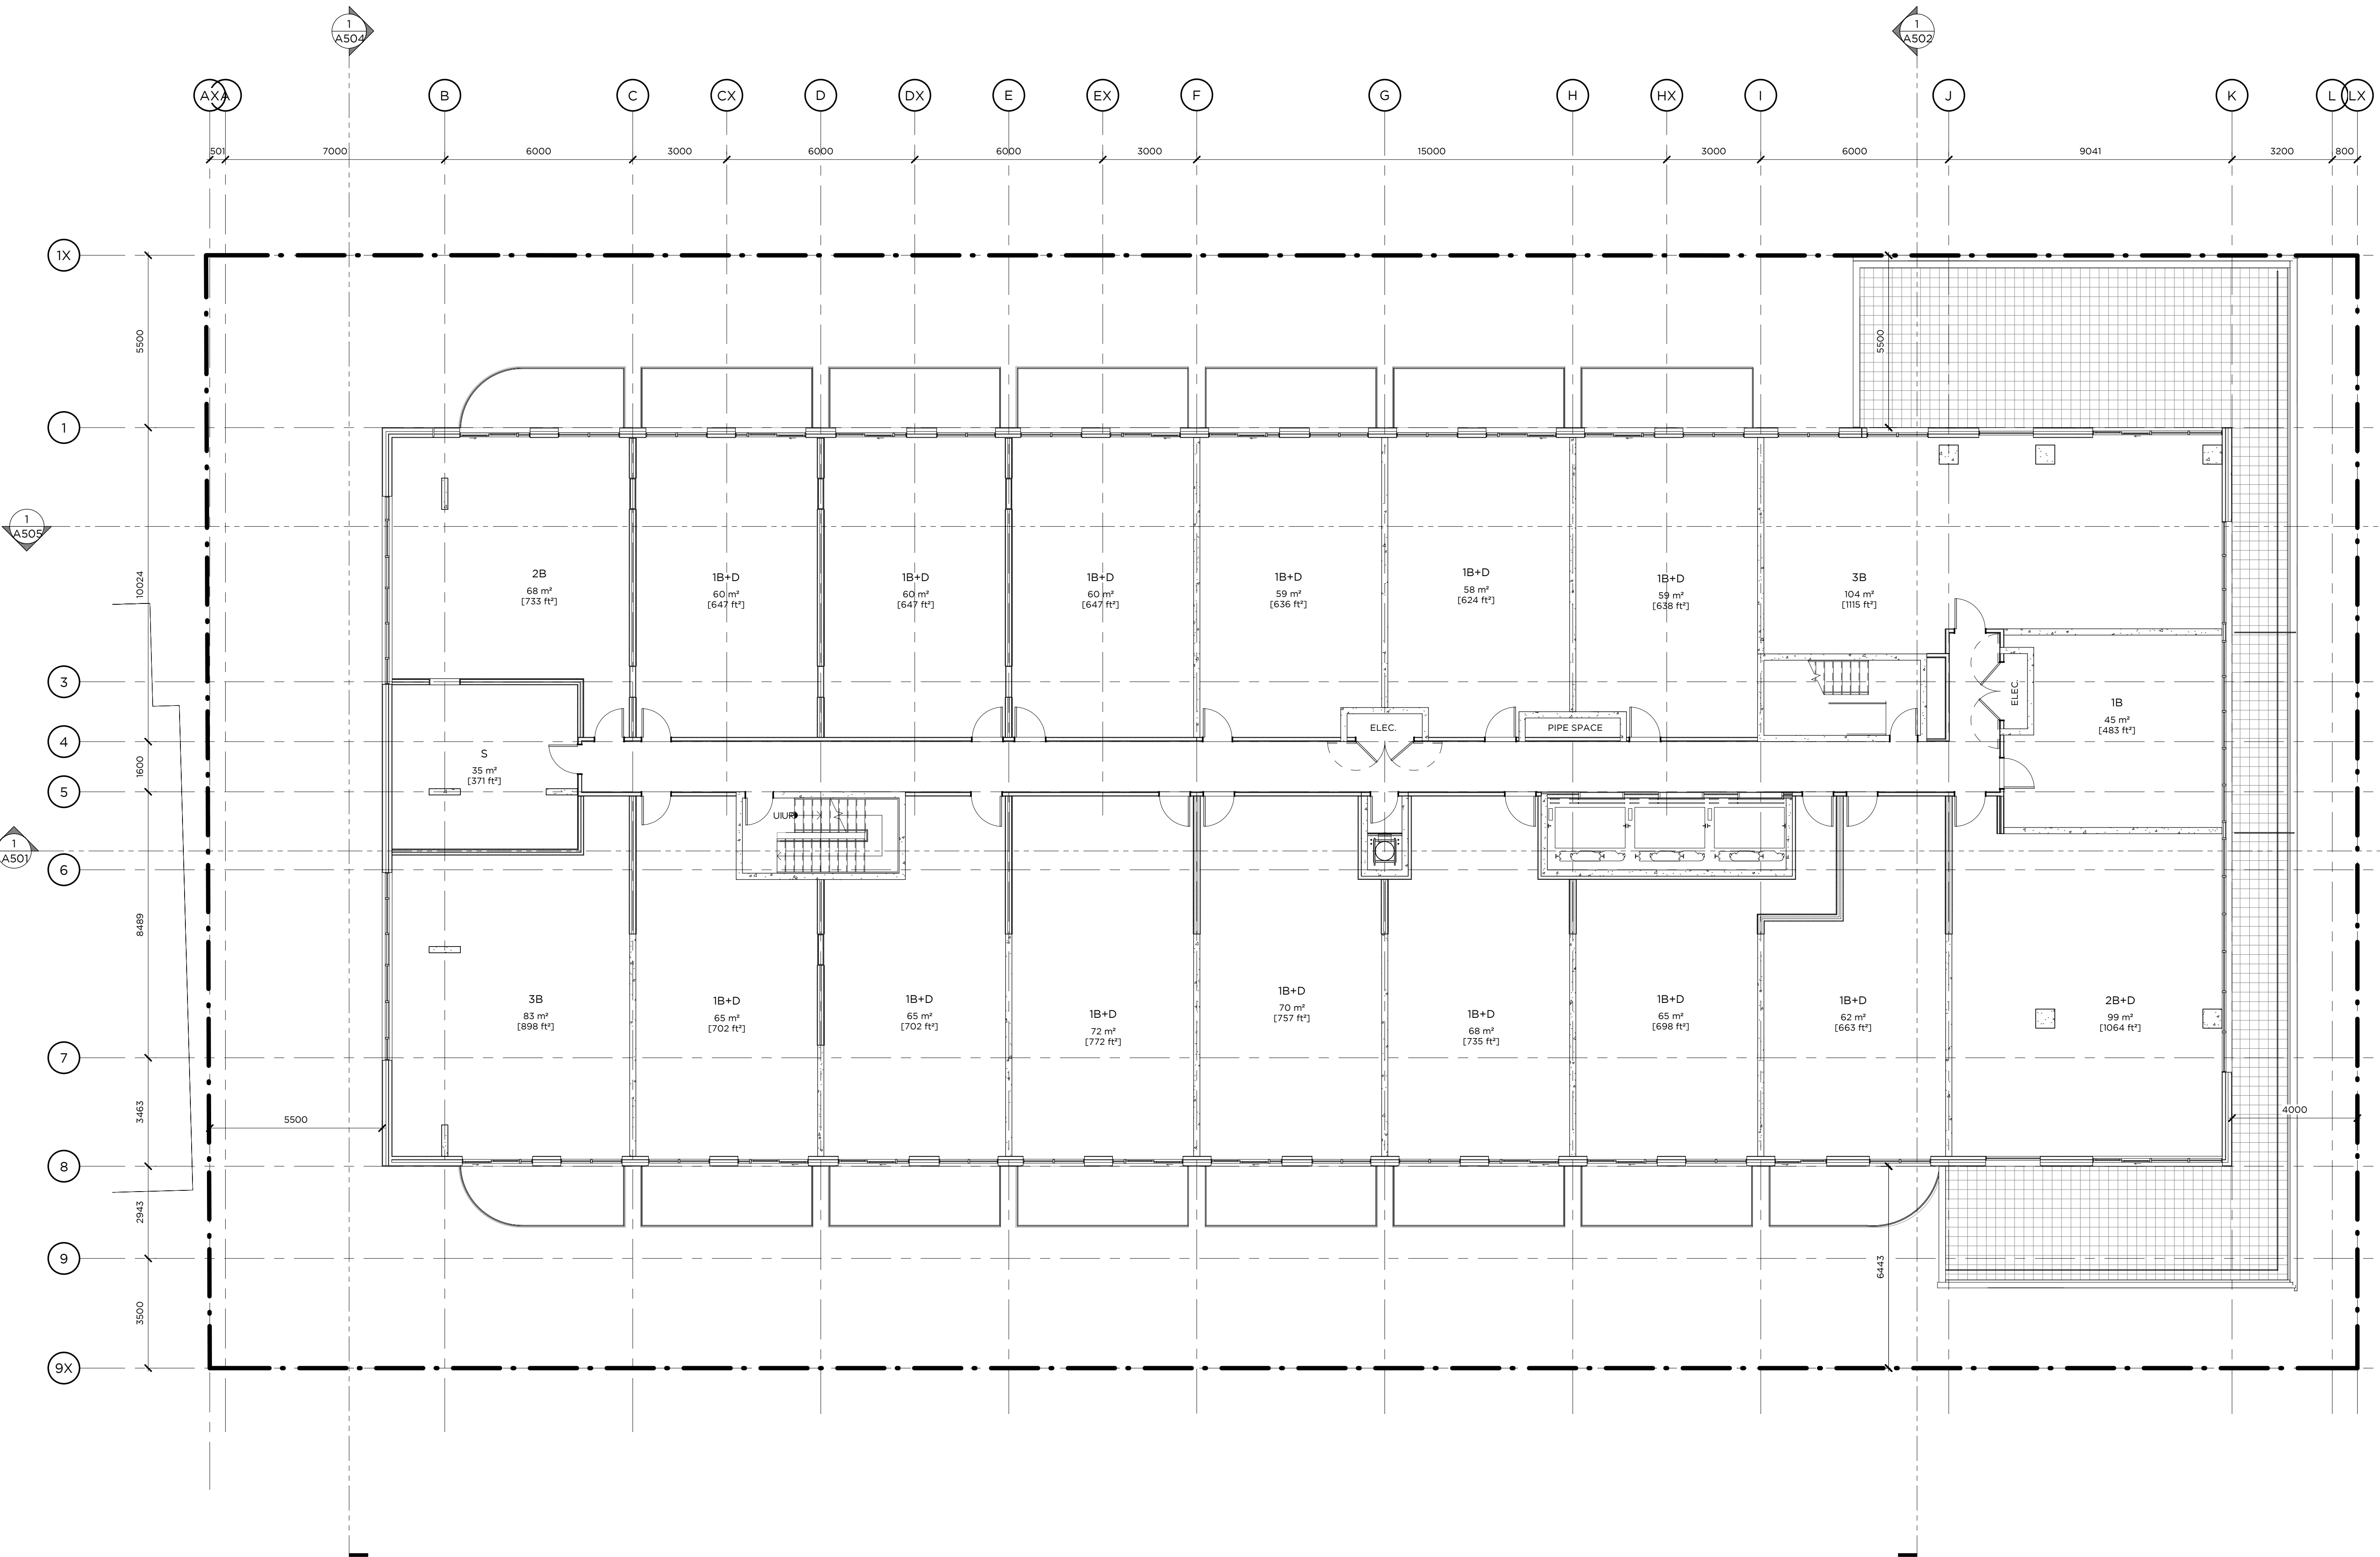 1
A504
1
A502
AX
A
B
C
CX
D
DX
E
EX
F
G
H
HX
I
J
K
L
LX
501
7000
6000
3000
6000
6000
3000
15000
3000
6000
9041
3200
800
1X
5500
5500
1
1
A505
10024
2B
68 m²
[733 ft²]
1B+D
60 m²
[647 ft²]
1B+D
60 m²
[647 ft²]
1B+D
60 m²
[647 ft²]
1B+D
59 m²
[636 ft²]
1B+D
58 m²
[624 ft²]
1B+D
59 m²
[638 ft²]
3B
104 m²
[1115 ft²]
3
ELEC.
1B
45 m²
[483 ft²]
4
ELEC.
PIPE SPACE
1600
S
35 m²
[371 ft²]
5
1
A501
6
8489
3B
83 m²
[898 ft²]
1B+D
65 m²
[702 ft²]
1B+D
65 m²
[702 ft²]
1B+D
72 m²
[772 ft²]
1B+D
70 m²
[757 ft²]
1B+D
68 m²
[735 ft²]
1B+D
65 m²
[698 ft²]
1B+D
62 m²
[663 ft²]
2B+D
99 m²
[1064 ft²]
7
3463
5500
4000
8
2943
9
6443
3500
9X